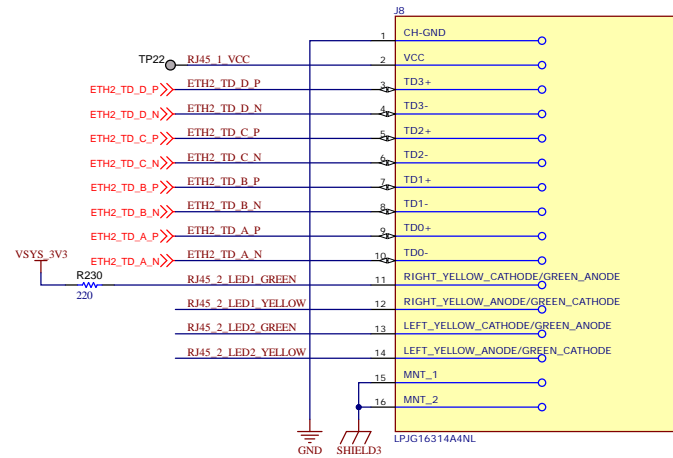 J8
1 CH-GND
TP22 RJ45_1_VCC 2 VCC
ETH2_TD_D_P ETH2_TD_D_P 3 TD3+
ETH2_TD_D_N ETH2_TD_D_N 4 TD3-
ETH2_TD_C_P ETH2_TD_C_P 5 TD2+
ETH2_TD_C_N ETH2_TD_C_N 6 TD2-
ETH2_TD_B_P ETH2_TD_B_P 7 TD1+
ETH2_TD_B_N ETH2_TD_B_N 8 TD1-
ETH2_TD_A_P ETH2_TD_A_P 9 TD0+
ETH2_TD_A_N ETH2_TD_A_N 10 TD0-
VSYS_3V3
R230
220
RJ45_2_LED1_GREEN 11 RIGHT_YELLOW_CATHODE/GREEN_ANODE
RJ45_2_LED1_YELLOW 12 RIGHT_YELLOW_ANODE/GREEN_CATHODE
RJ45_2_LED2_GREEN 13 LEFT_YELLOW_CATHODE/GREEN_ANODE
RJ45_2_LED2_YELLOW 14 LEFT_YELLOW_ANODE/GREEN_CATHODE
15 MNT_1
16 MNT_2
LPJG16314A4NL
GND SHIELD3